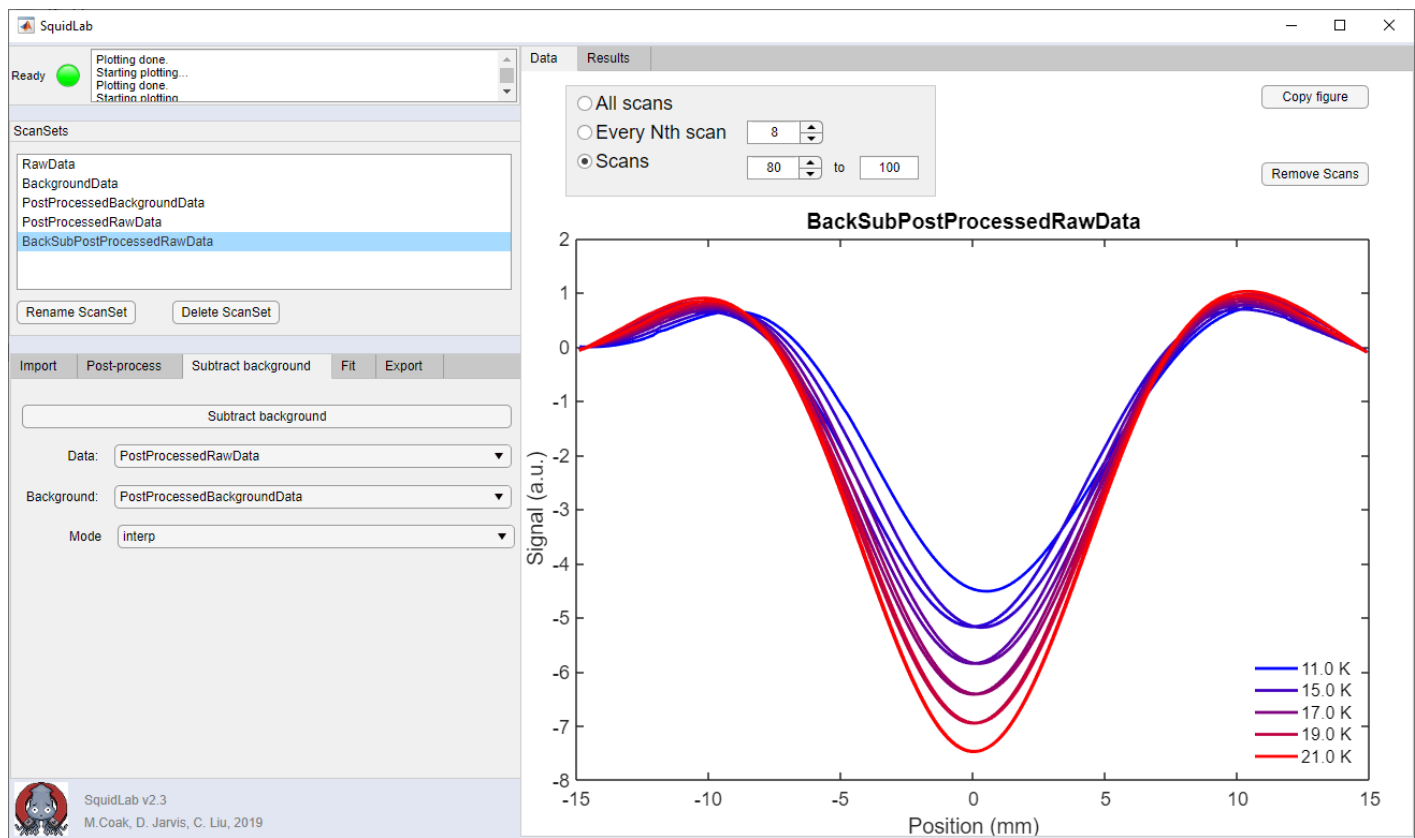 SquidLab
Ready
Plotting done.
Starting plotting...
Plotting done.
Starting plotting
ScanSets
RawData
BackgroundData
PostProcessedBackgroundData
PostProcessedRawData
BackSubPostProcessedRawData
Rename ScanSet
Delete ScanSet
Import Post-process Subtract background Fit Export
Subtract background
Data: PostProcessedRawData
Background: PostProcessedBackgroundData
Mode interp
SquidLab v2.3
M.Coak, D. Jarvis, C. Liu, 2019
Data Results
All scans
Every Nth scan 8
Scans 80 to 100
Copy figure
Remove Scans
BackSubPostProcessedRawData
2
1
0
-1
-2
-3
-4
-5
-6
-7
-8
Signal (a.u.)
11.0 K
15.0 K
17.0 K
19.0 K
21.0 K
-15 -10 -5 0 5 10 15
Position (mm)